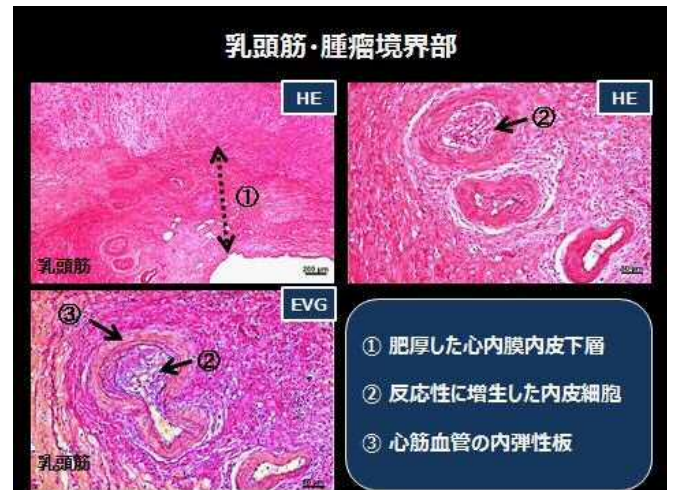 乳頭筋・腫瘤境界部
HE
HE
②
①
乳頭筋
200 µm
EVG
③
②
乳頭筋
① 肥厚した心内膜内皮下層
② 反応性に増生した内皮細胞
③ 心筋血管の内弾性板